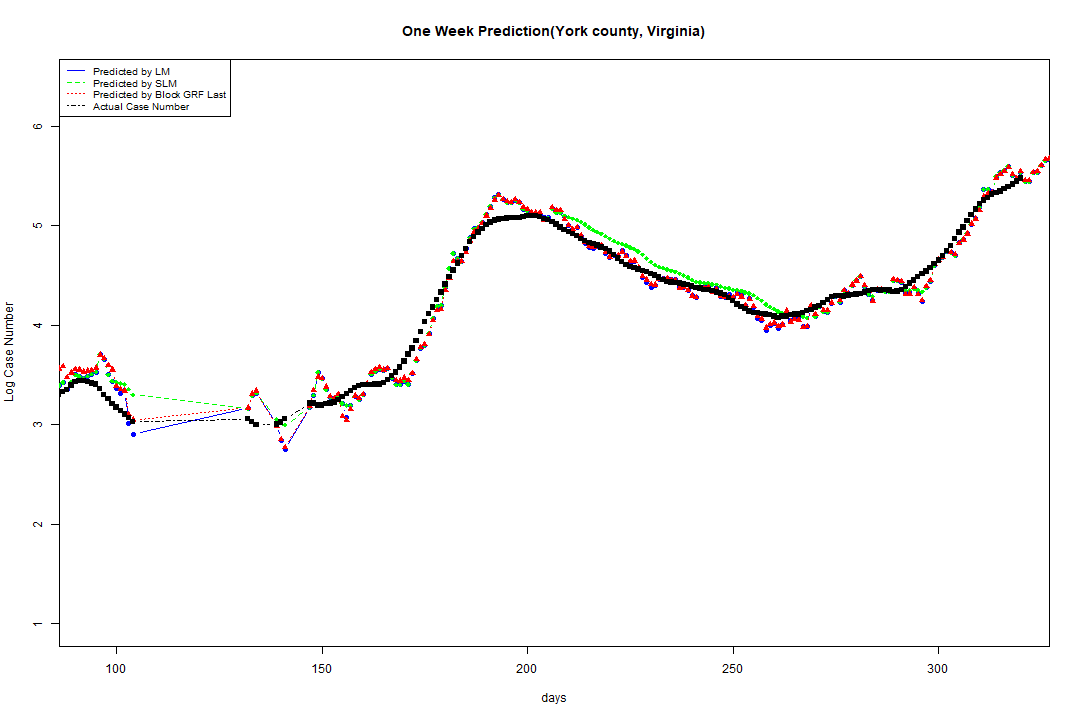 One Week Prediction(York county, Virginia)
Predicted by LM
Predicted by SLM
Predicted by Block GRF Last
Actual Case Number
6
5
4
3
2
1
Log Case Number
100 150 200 250 300
days